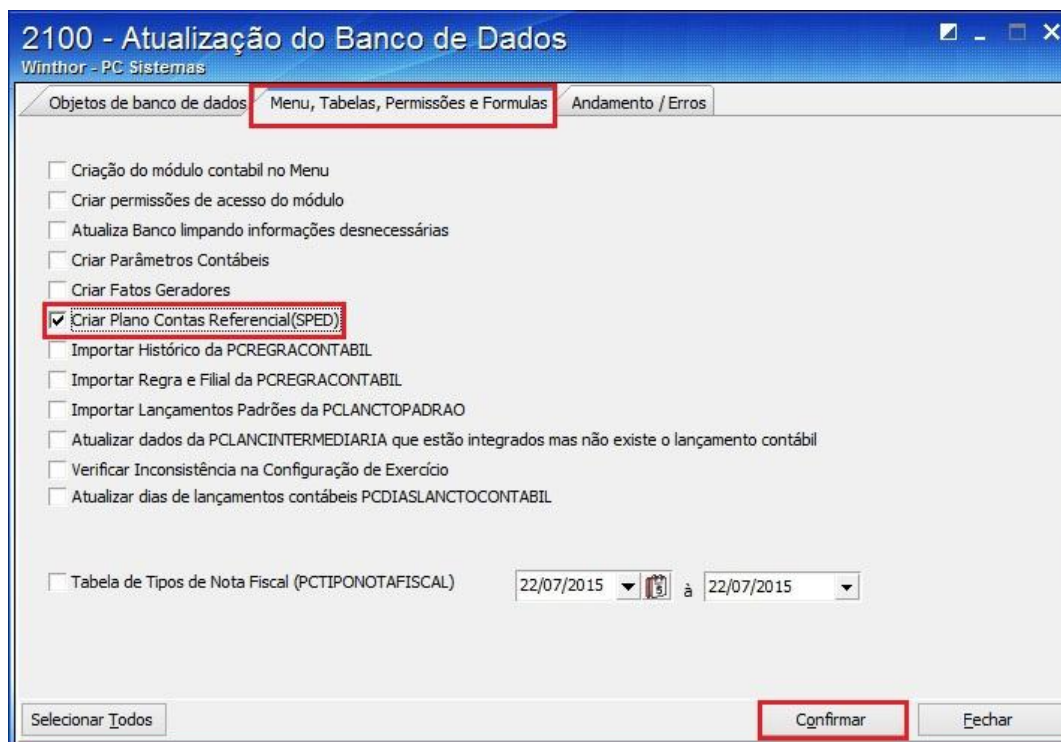 2100 - Atualização do Banco de Dados
Winthor - PC Sistemas
Objetos de banco de dados Menu, Tabelas, Permissões e Formulas Andamento / Erros
Criação do módulo contabil no Menu
Criar permissões de acesso do módulo
Atualiza Banco limpando informações desnecessárias
Criar Parâmetros Contábeis
Criar Fatos Geradores
Criar Plano Contas Referencial(SPED)
Importar Histórico da PCREGRACONTABIL
Importar Regra e Filial da PCREGRACONTABIL
Importar Lançamentos Padrões da PCLANCTOPADRAO
Atualizar dados da PCLANCINTERMEDIARIA que estão integrados mas não existe o lançamento contábil
Verificar Inconsistência na Configuração de Exercício
Atualizar dias de lançamentos contábeis PCDIASLANCTOCONTABIL
Tabela de Tipos de Nota Fiscal (PCTIPONOTAFISCAL) 22/07/2015 à 22/07/2015
Selecionar Todos Confirmar Fechar